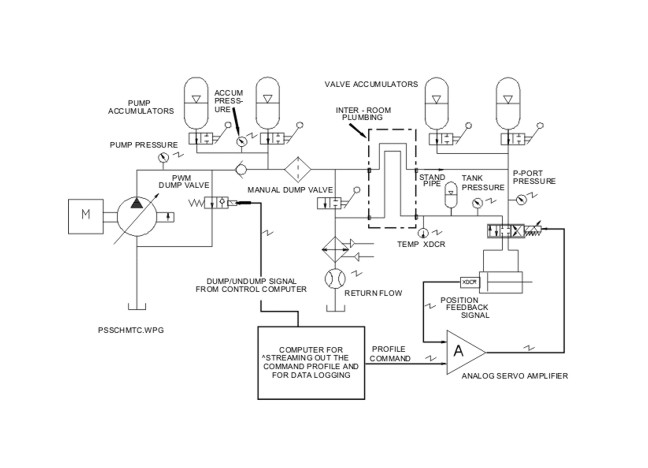 PUMP
ACCUMULATORS
ACCUM
PRESS-
URE
VALVE ACCUMULATORS
INTER - ROOM
PLUMBING
PUMP PRESSURE
PWM
DUMP VALVE
MANUAL DUMP VALVE
STAND
PIPE
TANK
PRESSURE
P-PORT
PRESSURE
M
TEMP XDCR
XDCR
DUMP/UNDUMP SIGNAL
FROM CONTROL COMPUTER
RETURN FLOW
POSITION
FEEDBACK
SIGNAL
PSSCHMTC.WPG
COMPUTER FOR
^STREAMING OUT THE
COMMAND PROFILE AND
FOR DATA LOGGING
PROFILE
COMMAND
A
ANALOG SERVO AMPLIFIER